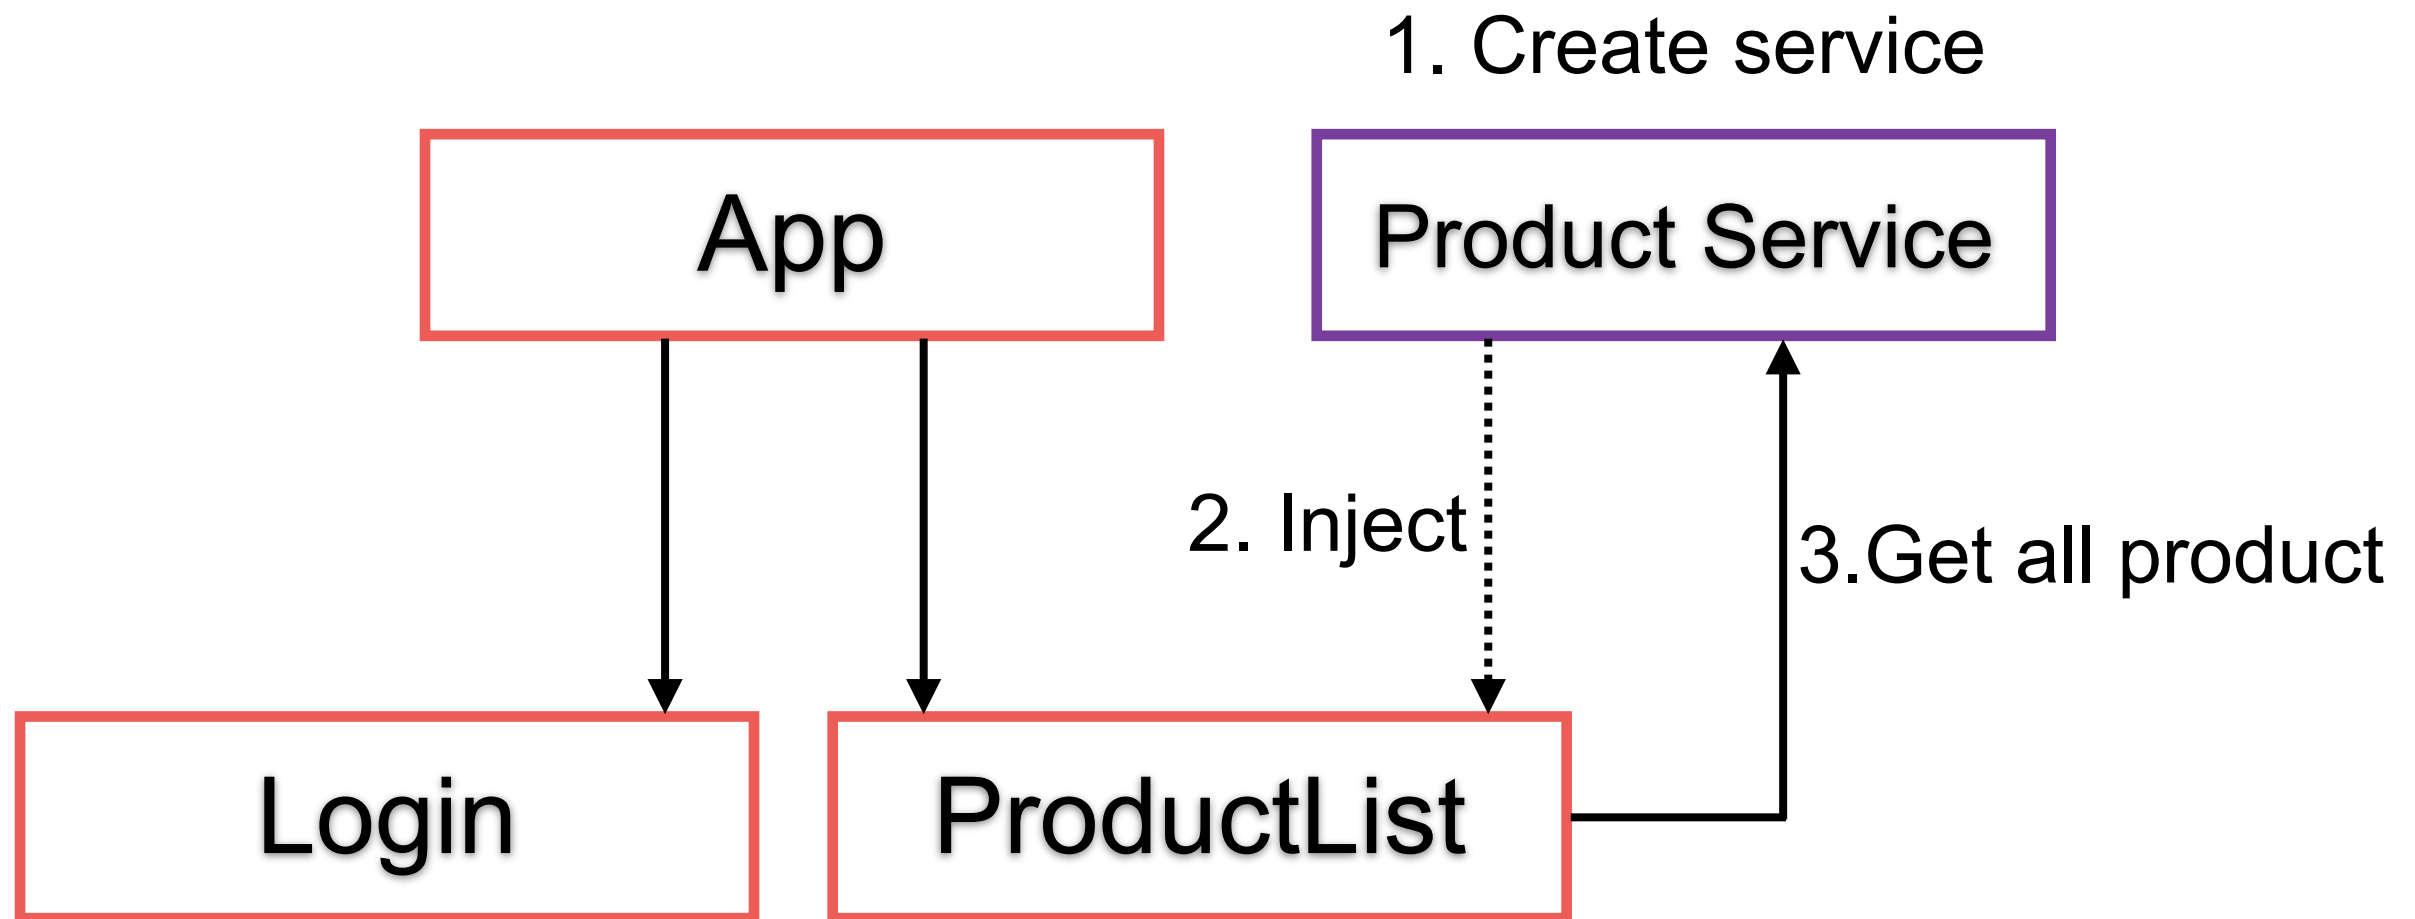 1. Create service
App
Product Service
2. Inject
3.Get all product
Login
ProductList